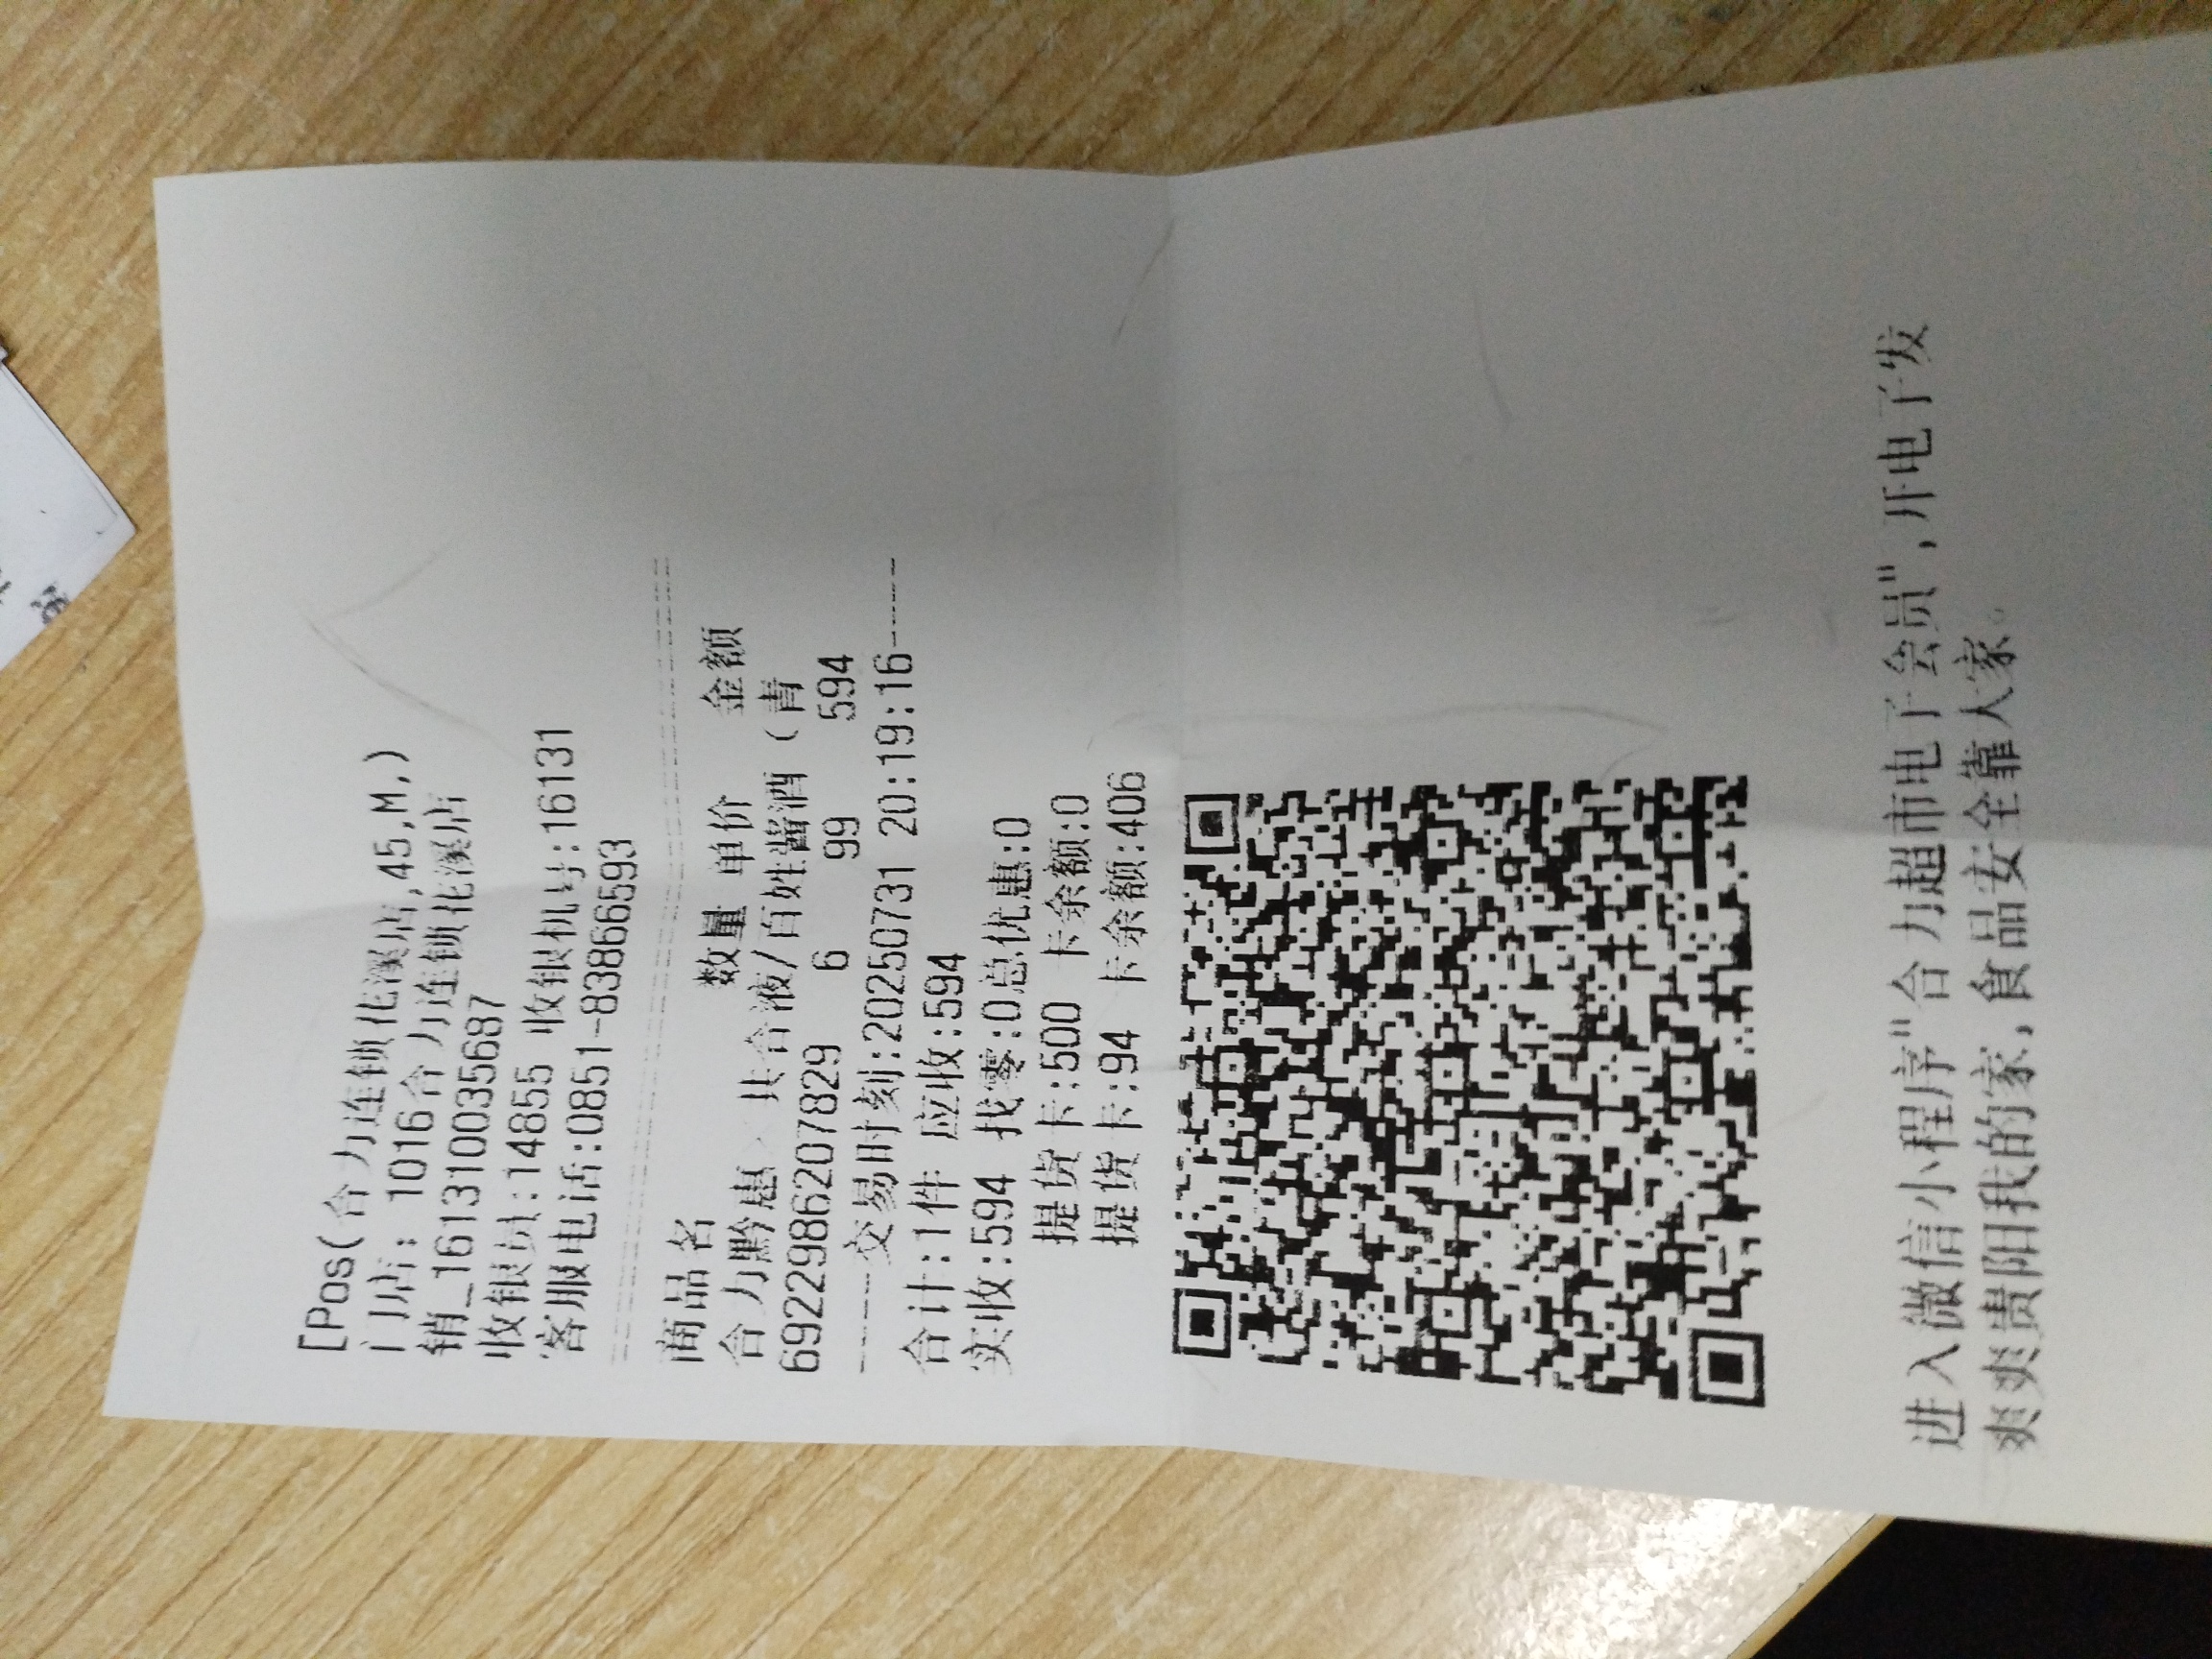 [Pos(合力连锁花溪店,45,M,)
门店: 1016合力连锁花溪店
销_1613100035687
收银员:14855 收银机号:16131
客服电话:0851-83866593
商品名 数量 单价 金额
合力黔惠 共合液/百姓酱酒（青
6922986207829 6 99 594
-----交易时刻:20250731 20:19:16-----
合计:1件 应收:594
实收:594 找零:0总优惠:0
提货卡:500 卡余额:0
提货卡:94 卡余额:406
进入微信小程序"合力超市电子会员",开电子发
爽爽贵阳我的家,食品安全靠大家。